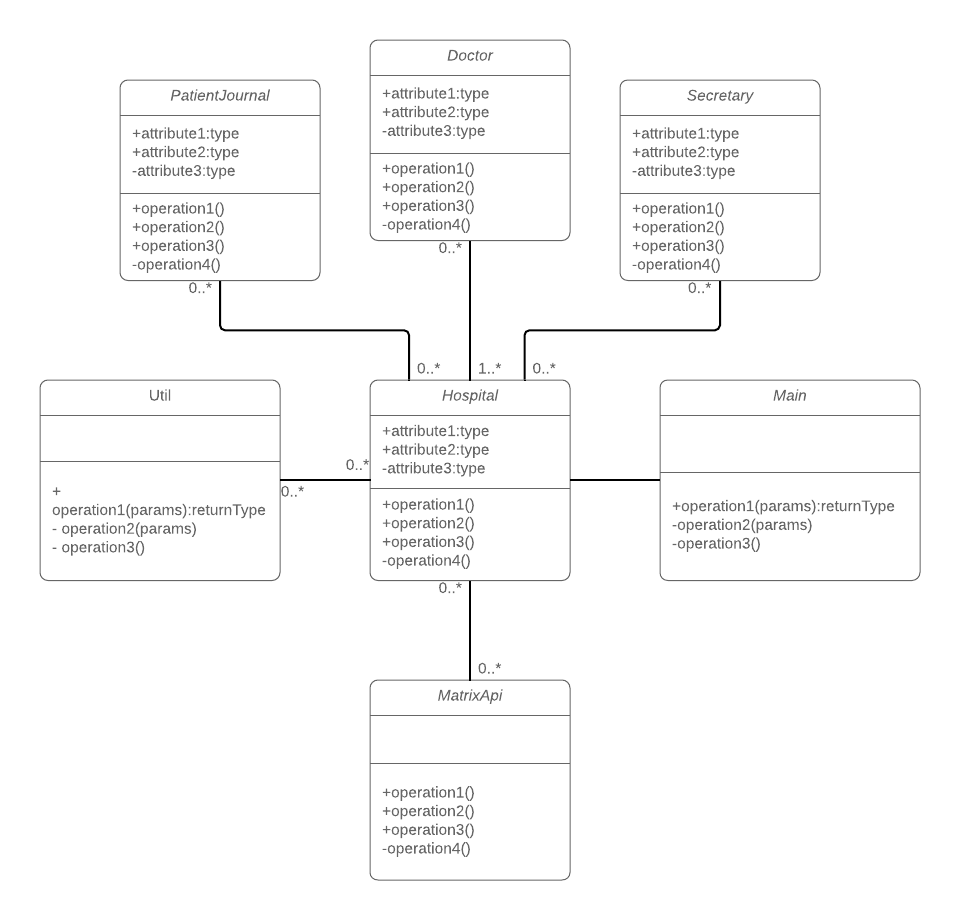 Doctor
+attribute1:type
+attribute2:type
-attribute3:type
+operation1()
+operation2()
+operation3()
-operation4()
0..*
PatientJournal
+attribute1:type
+attribute2:type
-attribute3:type
+operation1()
+operation2()
+operation3()
-operation4()
0..*
Secretary
+attribute1:type
+attribute2:type
-attribute3:type
+operation1()
+operation2()
+operation3()
-operation4()
0..*
0..*
1..*
0..*
Util
+
operation1(params):returnType
- operation2(params)
- operation3()
0..*
0..*
Hospital
+attribute1:type
+attribute2:type
-attribute3:type
+operation1()
+operation2()
+operation3()
-operation4()
0..*
Main
+operation1(params):returnType
-operation2(params)
-operation3()
0..*
MatrixApi
+operation1()
+operation2()
+operation3()
-operation4()